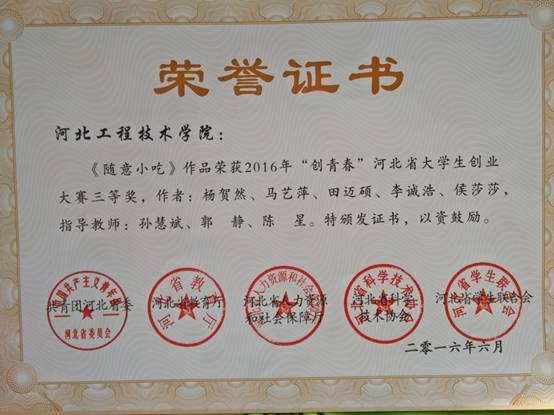 荣誉证书
河北工程技术学院：
《随意小吃》作品荣获2016年“创青春”河北省大学生创业
大赛三等奖，作者：杨贺然、马艺萍、田迈硕、李诚浩、侯莎莎，
指导教师：孙慧斌、郭　静、陈　星。特颁发证书，以资鼓励。
共青团河北省委 河北省教育厅 河北省人力资源和社会保障厅 河北省科学技术协会 河北省学生联合会
河北省委员会
二零一六年六月